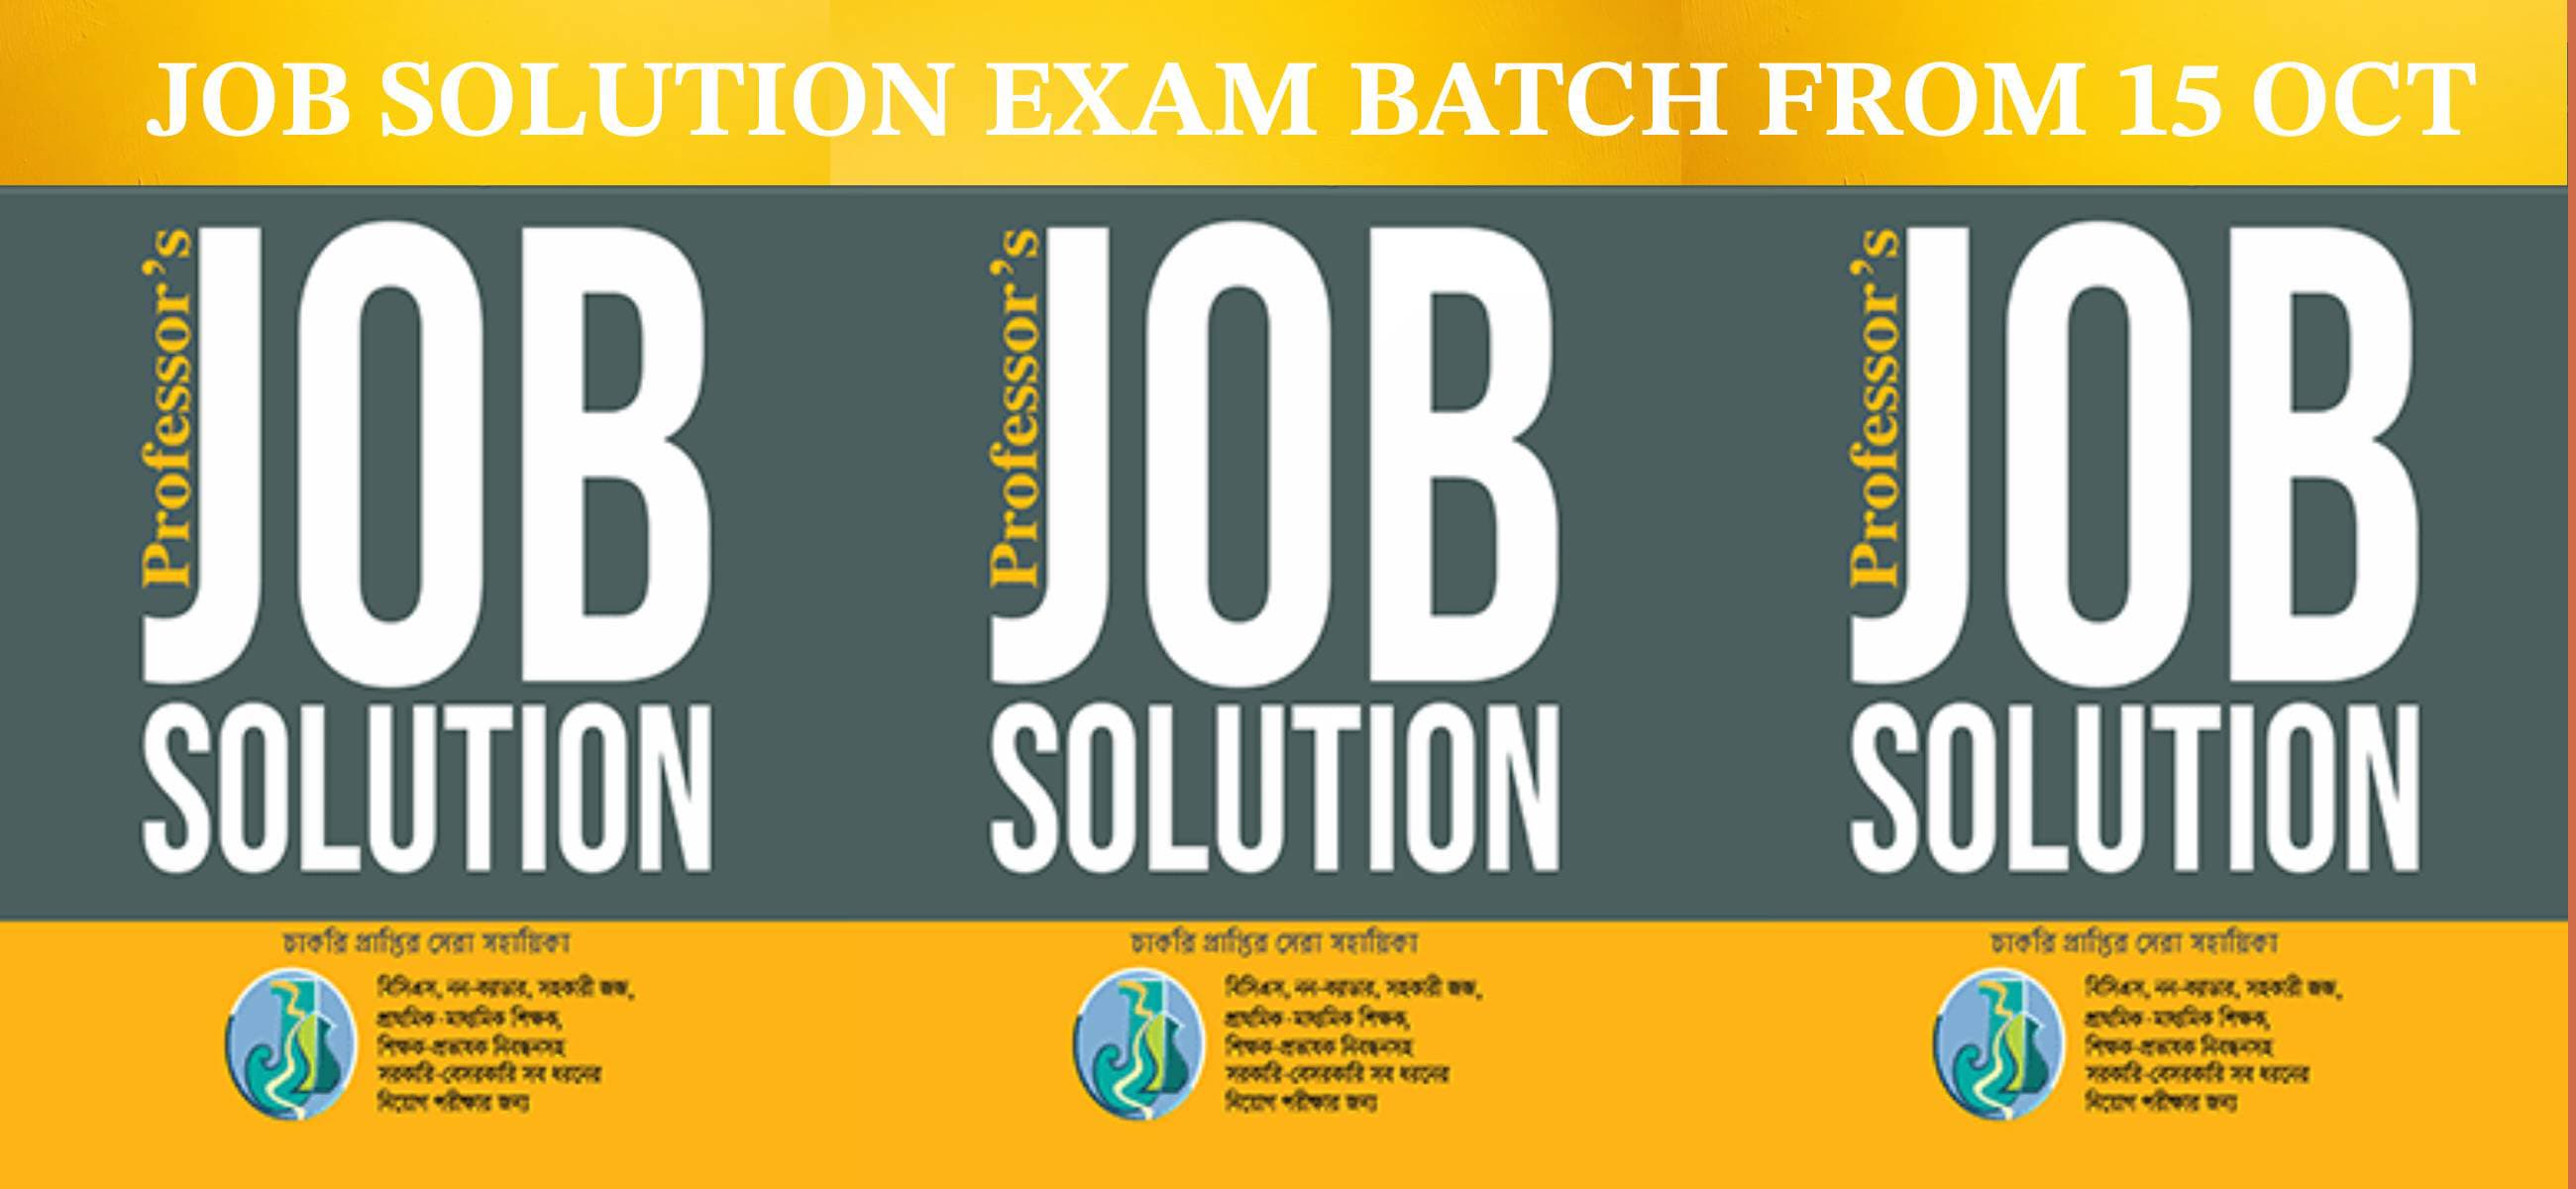 JOB SOLUTION EXAM BATCH FROM 15 OCT
Professor's
JOB
SOLUTION
চাকরি প্রাপ্তির সেরা সহায়িকা
বিসিএস, নন-ক্যাডার, সহকারী জজ,
প্রাথমিক-মাধ্যমিক শিক্ষক,
শিক্ষক-প্রভাষক নিবন্ধনসহ
সরকারি-বেসরকারি সব ধরনের
নিয়োগ পরীক্ষার জন্য
Professor's
JOB
SOLUTION
চাকরি প্রাপ্তির সেরা সহায়িকা
বিসিএস, নন-ক্যাডার, সহকারী জজ,
প্রাথমিক-মাধ্যমিক শিক্ষক,
শিক্ষক-প্রভাষক নিবন্ধনসহ
সরকারি-বেসরকারি সব ধরনের
নিয়োগ পরীক্ষার জন্য
Professor's
JOB
SOLUTION
চাকরি প্রাপ্তির সেরা সহায়িকা
বিসিএস, নন-ক্যাডার, সহকারী জজ,
প্রাথমিক-মাধ্যমিক শিক্ষক,
শিক্ষক-প্রভাষক নিবন্ধনসহ
সরকারি-বেসরকারি সব ধরনের
নিয়োগ পরীক্ষার জন্য